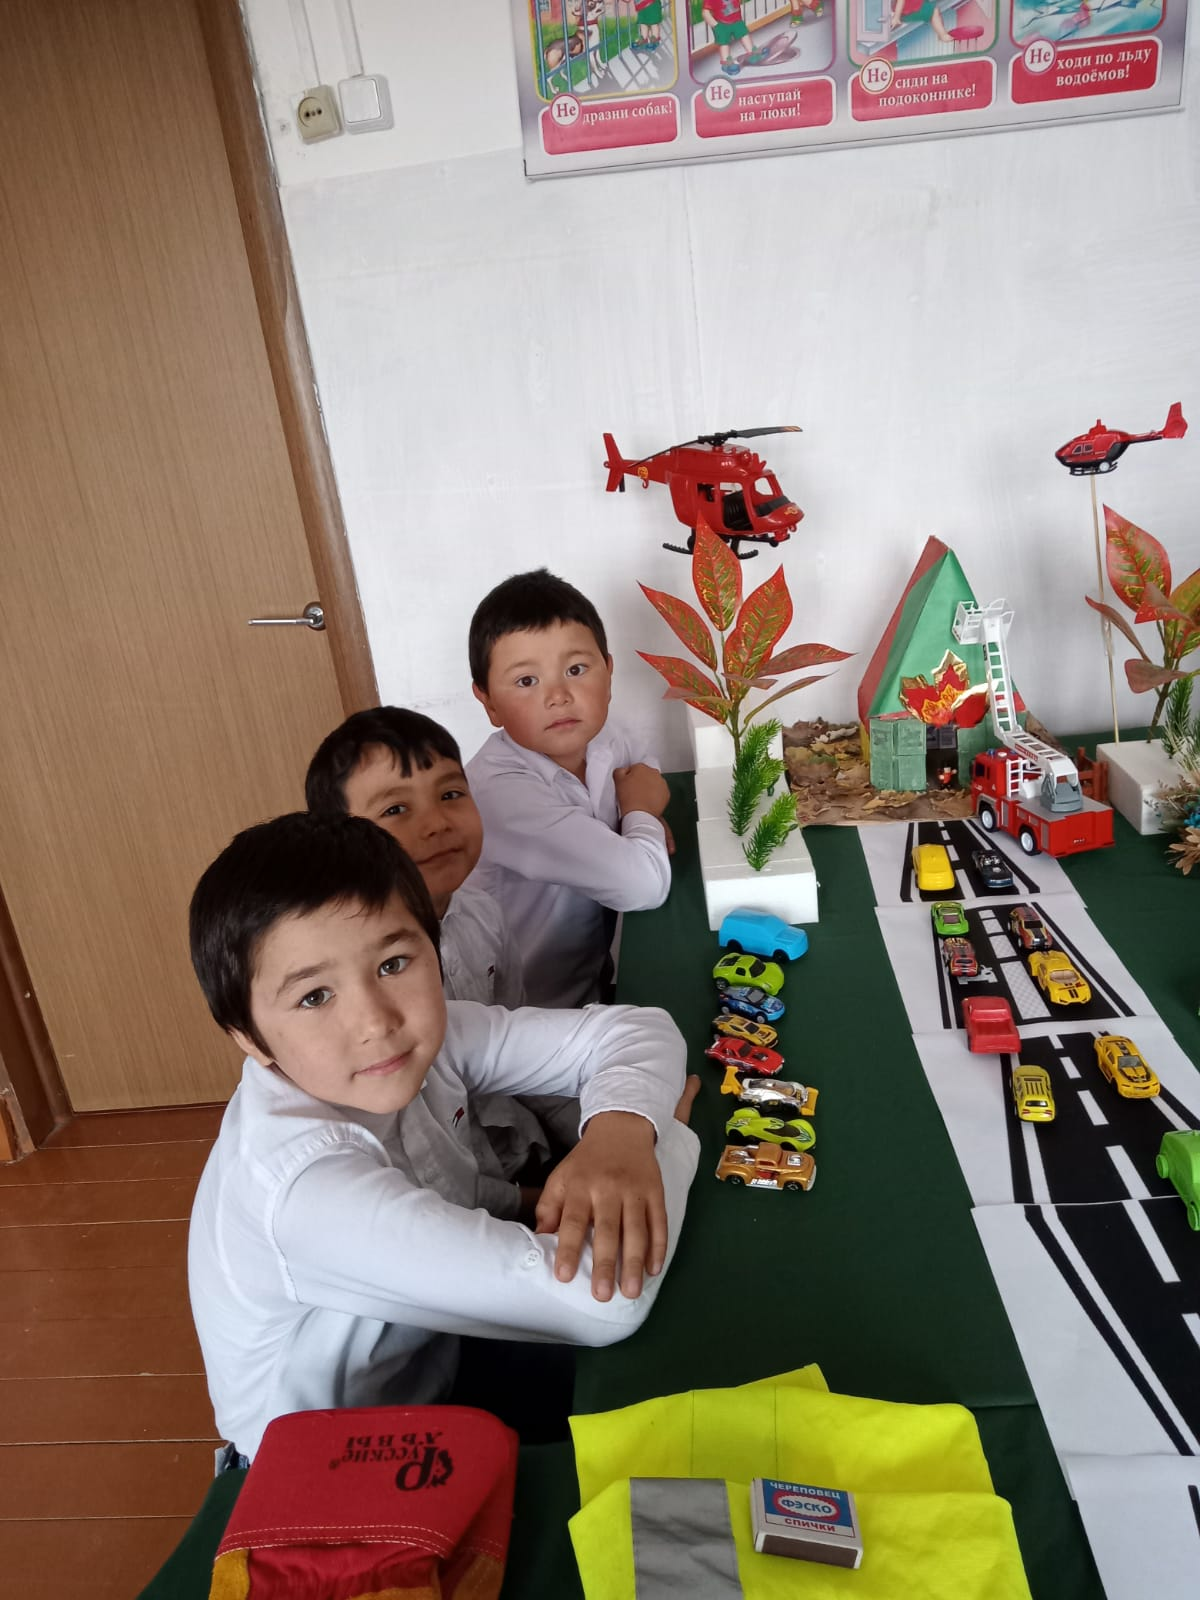 Не дразни собак!
Не наступай
на люки!
Не сиди на
подоконнике!
Не ходи по льду
водоёмов!
Русские®
ЧЕРЕПОВЕЦ
ФЭСКО
СПИЧКИ